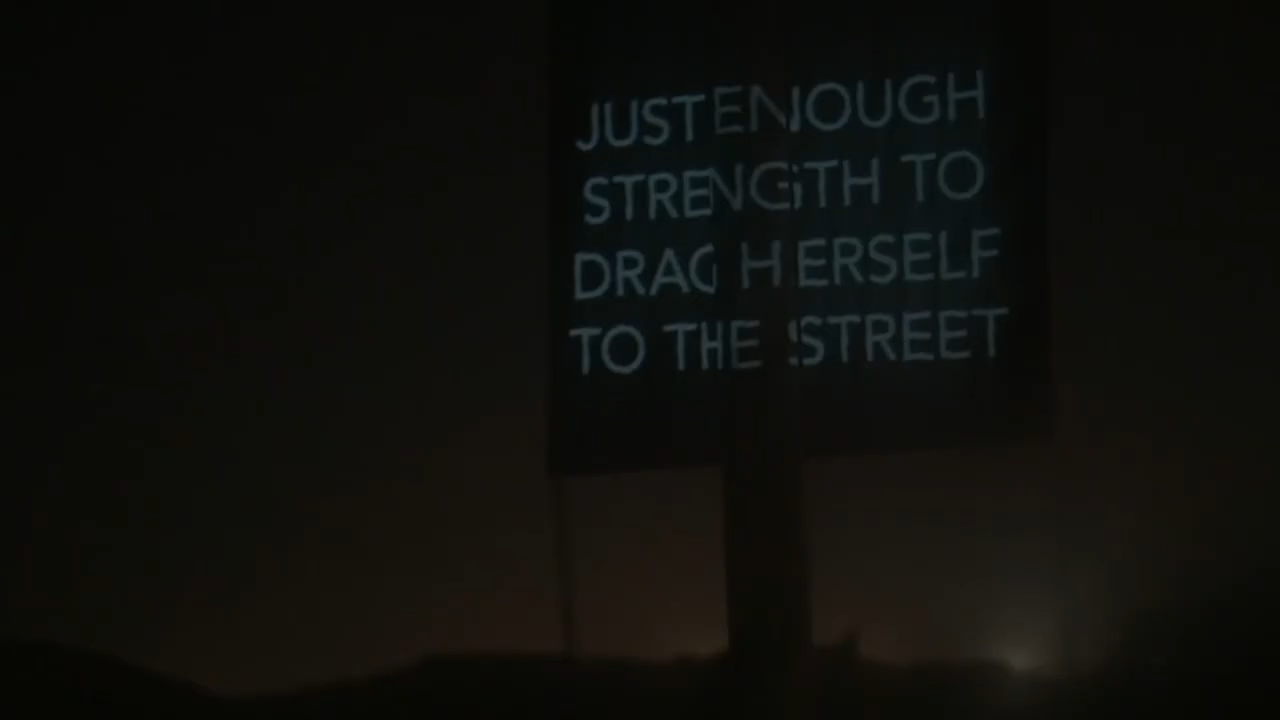 JUST ENOUGH
STRENGTH TO
DRAG HERSELF
TO THE STREET